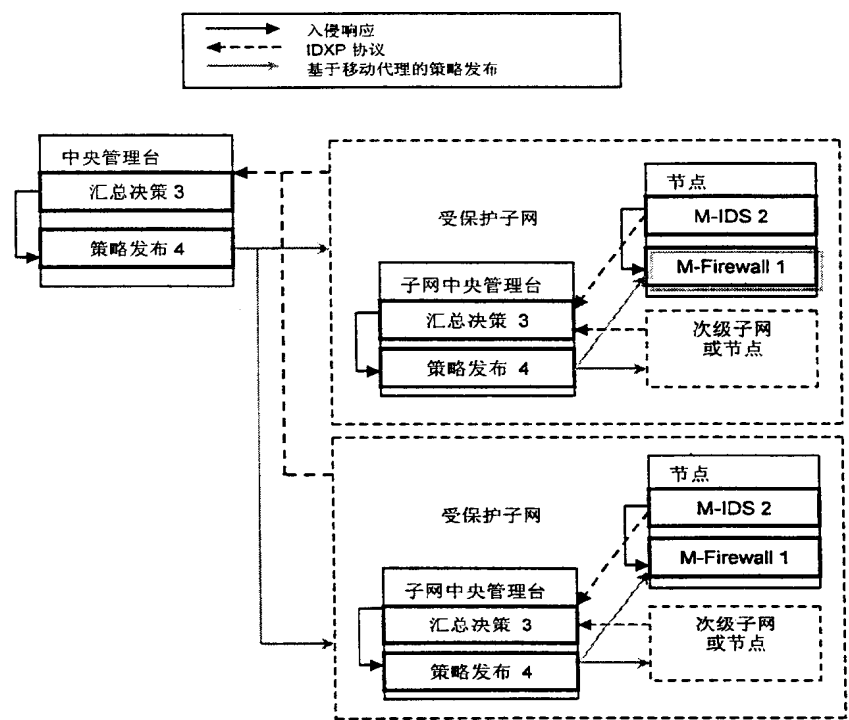 入侵响应
IDXP 协议
基于移动代理的策略发布
中央管理台
汇总决策 3
策略发布 4
受保护子网
节点
M-IDS 2
M-Firewall 1
子网中央管理台
汇总决策 3
策略发布 4
次级子网
或节点
受保护子网
节点
M-IDS 2
M-Firewall 1
子网中央管理台
汇总决策 3
策略发布 4
次级子网
或节点